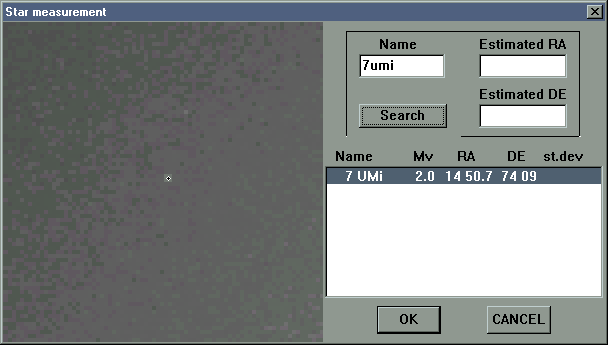 Star measurement
Name Estimated RA
7umi
Estimated DE
Search
Name Mv RA DE st.dev
7 UMi 2.0 14 50.7 74 09
OK CANCEL